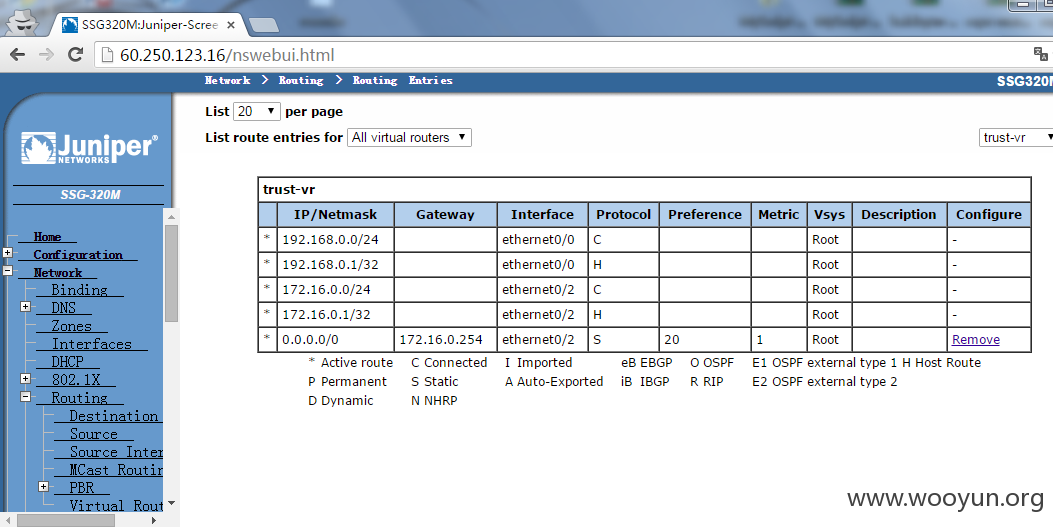 SSG320M:Juniper-Scree
60.250.123.16/nswebui.html
Network > Routing > Routing Entries
SSG320M
List 20 per page
List route entries for All virtual routers
trust-vr
Juniper®
NETWORKS
SSG-320M
Home
Configuration
Network
Binding
DNS
Zones
Interfaces
DHCP
802.1X
Routing
Destination
Source
Source Inter
MCast Routin
PBR
Virtual Rout
trust-vr
IP/Netmask Gateway Interface Protocol Preference Metric Vsys Description Configure
* 192.168.0.0/24 ethernet0/0 C Root -
* 192.168.0.1/32 ethernet0/0 H Root -
* 172.16.0.0/24 ethernet0/2 C Root -
* 172.16.0.1/32 ethernet0/2 H Root -
* 0.0.0.0/0 172.16.0.254 ethernet0/2 S 20 1 Root Remove
* Active route C Connected I Imported eB EBGP O OSPF E1 OSPF external type 1 H Host Route
P Permanent S Static A Auto-Exported iB IBGP R RIP E2 OSPF external type 2
D Dynamic N NHRP
www.wooyun.org